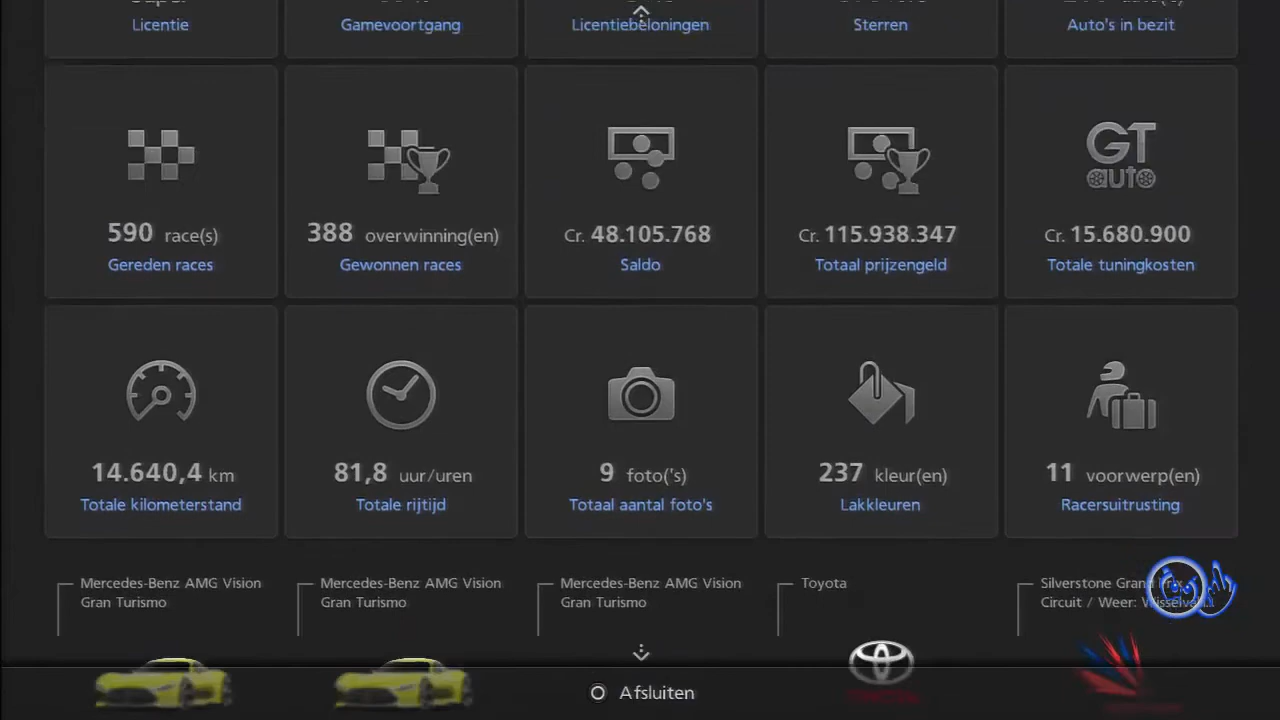 Licentie
Gamevoortgang
Licentiebeloningen
Sterren
Auto's in bezit
590 race(s)
Gereden races
388 overwinning(en)
Gewonnen races
Cr. 48.105.768
Saldo
Cr. 115.938.347
Totaal prijzengeld
GT
auto
Cr. 15.680.900
Totale tuningkosten
14.640,4 km
Totale kilometerstand
81,8 uur/uren
Totale rijtijd
9 foto('s)
Totaal aantal foto's
237 kleur(en)
Lakkleuren
11 voorwerp(en)
Racersuitrusting
Mercedes-Benz AMG Vision
Gran Turismo
Mercedes-Benz AMG Vision
Gran Turismo
Mercedes-Benz AMG Vision
Gran Turismo
Toyota
Silverstone Grand Prix
Circuit / Weer:
Afsluiten